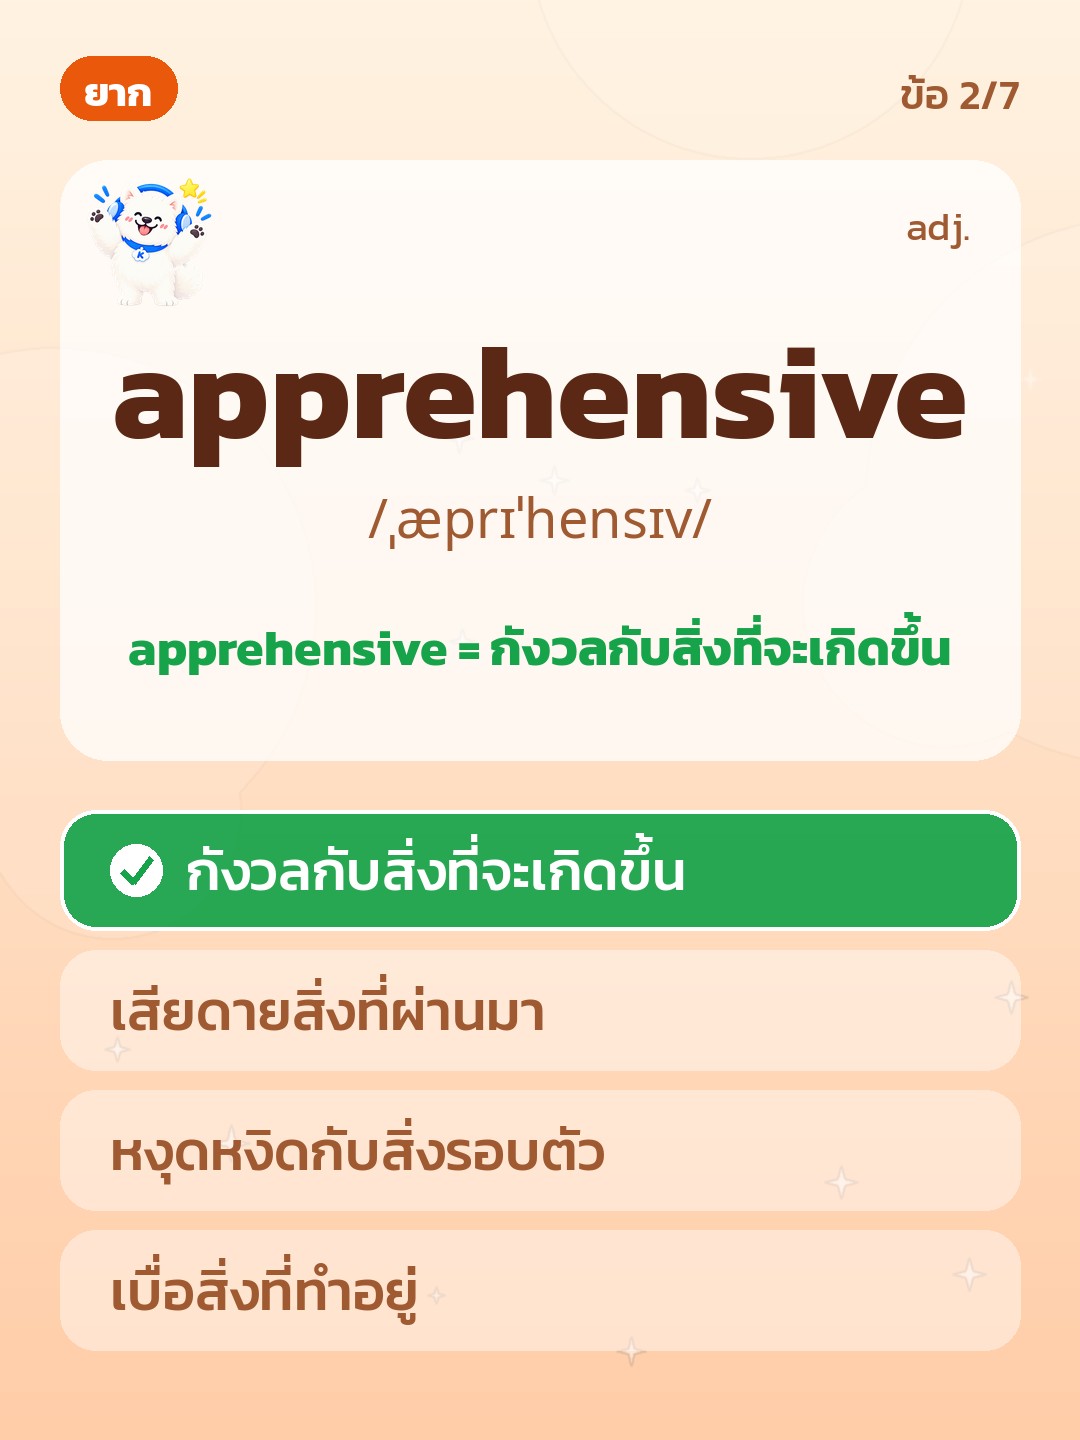 ยาก
ข้อ 2/7
adj.
apprehensive
/ˌæprɪˈhensɪv/
apprehensive = กังวลกับสิ่งที่จะเกิดขึ้น
กังวลกับสิ่งที่จะเกิดขึ้น
เสียดายสิ่งที่ผ่านมา
หงุดหงิดกับสิ่งรอบตัว
เบื่อสิ่งที่ทำอยู่